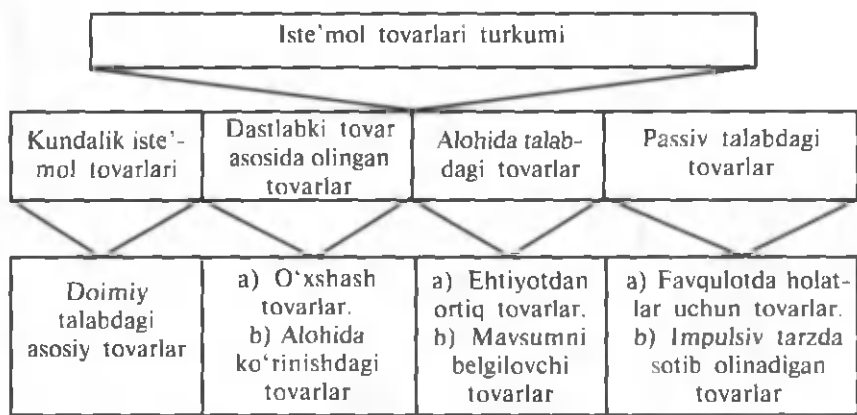 Iste'mol tovarlari turkumi
Kundalik iste'-
mol tovarlari
Dastlabki tovar
asosida olingan
tovarlar
Alohida talab-
dagi tovarlar
Passiv talabdagi
tovarlar
Doimiy
talabdagi
asosiy tovarlar
a) O‘xshash
tovarlar.
b) Alohida
ko‘rinishdagi
tovarlar
a) Ehtiyotdan
ortiq tovarlar.
b) Mavsumni
belgilovchi
tovarlar
a) Favqulotda holat-
lar uchun tovarlar.
b) Impulsiv tarzda
sotib olinadigan
tovarlar